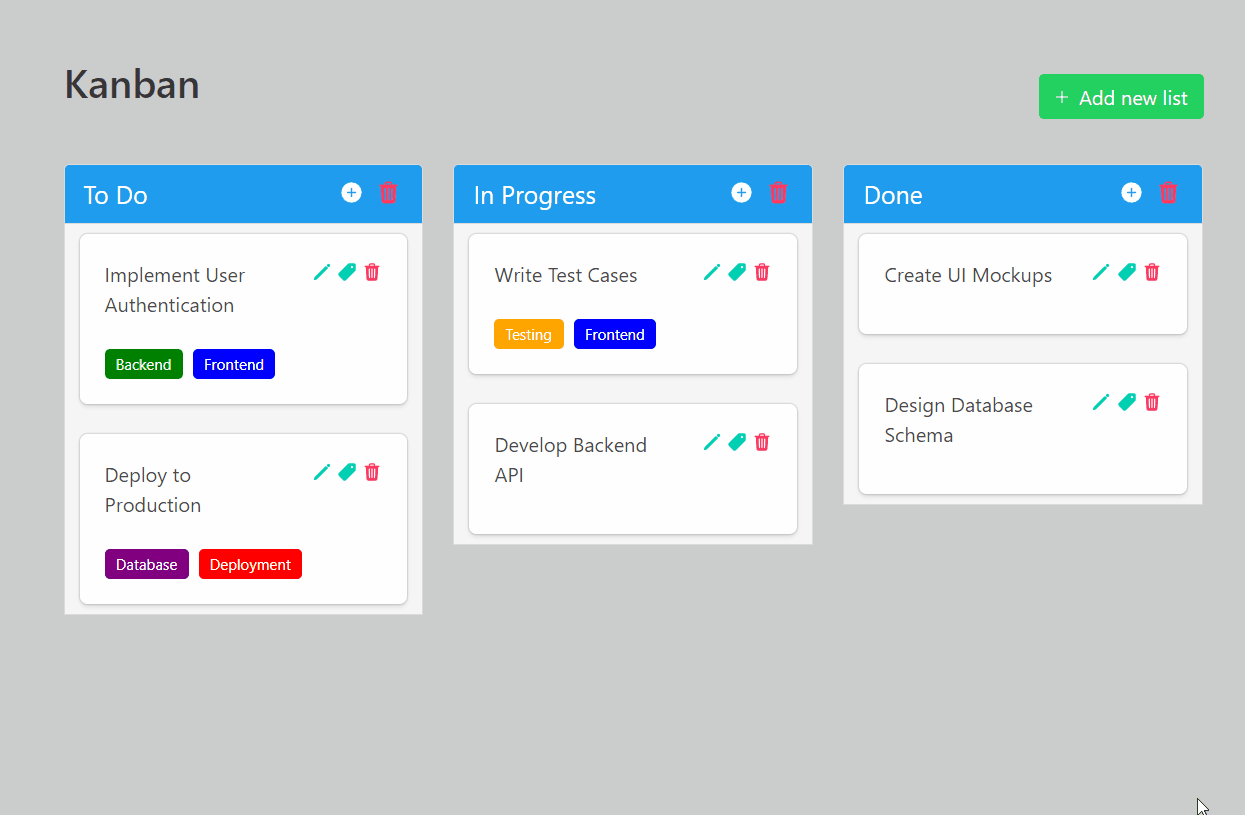 Kanban
+ Add new list
To Do
Implement User
Authentication
Backend Frontend
Deploy to
Production
Database Deployment
In Progress
Write Test Cases
Testing Frontend
Develop Backend
API
Done
Create UI Mockups
Design Database
Schema